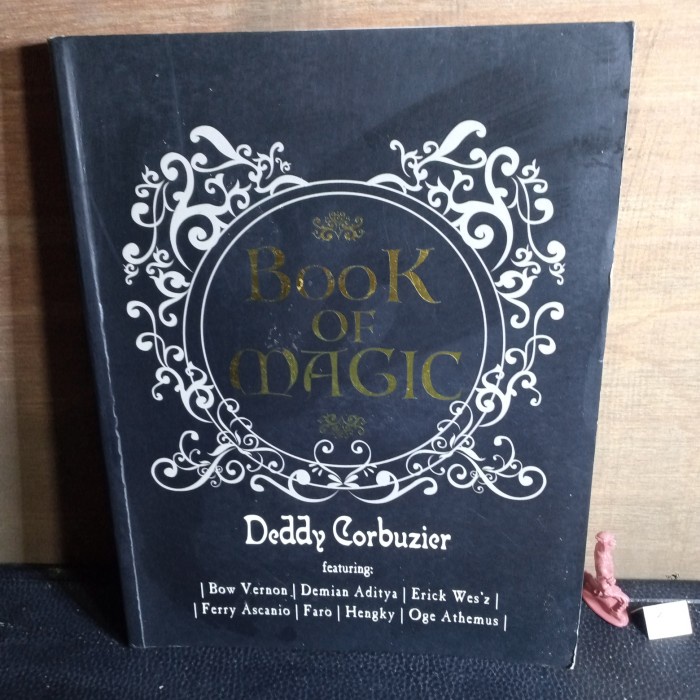 BOOK
OF
MAGIC
Deddy Corbuzier
featuring:
| Bow Vernon | Demian Aditya | Erick Wes'z |
| Ferry Ascanio | Faro | Hengky | Oge Athemus |